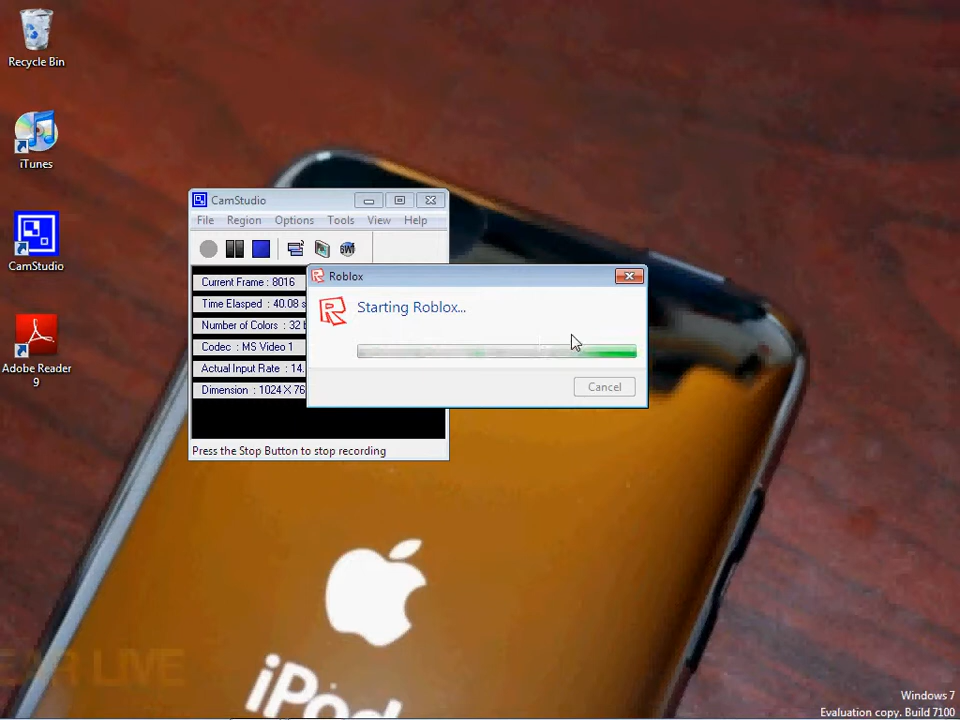 Recycle Bin
iTunes
CamStudio
Adobe Reader
9
CamStudio
File Region Options Tools View Help
Current Frame : 8016
Time Elasped : 40.08 s
Number of Colors : 32 b
Codec : MS Video 1
Actual Input Rate : 14.
Dimension : 1024 X 76
Press the Stop Button to stop recording
Roblox
Starting Roblox...
Cancel
EAR LIVE
iPod
Windows 7
Evaluation copy. Build 7100